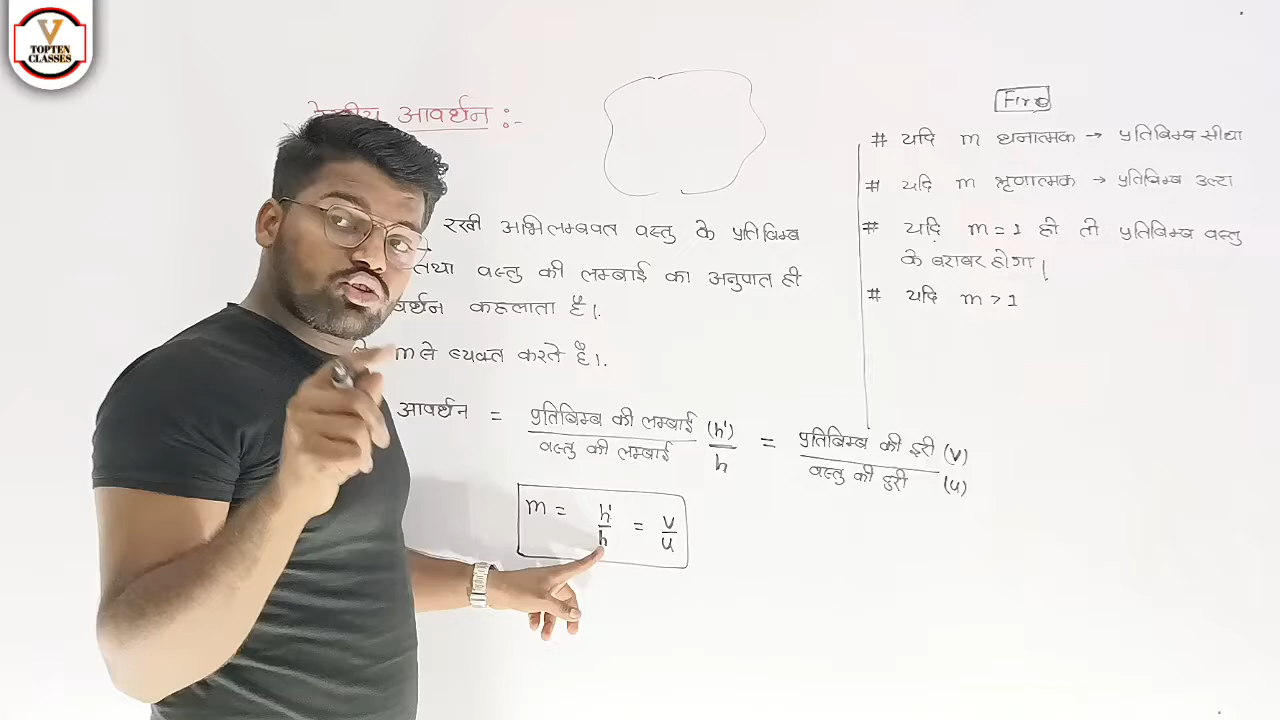 V
TOPTEN
CLASSES
आवर्धन :-
रखी अभिलम्बवत वस्तु के प्रतिबिम्ब
तथा वस्तु की लम्बाई का अनुपात ही
वर्धन कहलाता है।
m से व्यक्त करते है।
आवर्धन = प्रतिबिम्ब की लम्बाई (h') = प्रतिबिम्ब की दूरी (v)
वस्तु की लम्बाई h वस्तु की दुरी (u)
m = h' = v
h u
# यदि m धनात्मक → प्रतिबिम्ब सीधा
# यदि m ऋणात्मक → प्रतिबिम्ब उल्टा
# यदि m = 1 हो तो प्रतिबिम्ब वस्तु
के बराबर होगा।
# यदि m > 1